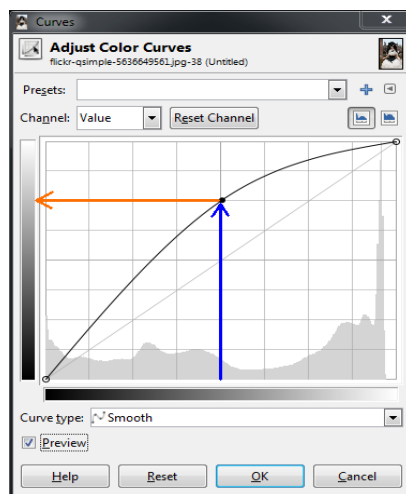 Curves
Adjust Color Curves
flickr-qsimple-5636649561.jpg-38 (Untitled)
Presets:
Channel: Value Reset Channel
Curve type: Smooth
Preview
Help Reset OK Cancel